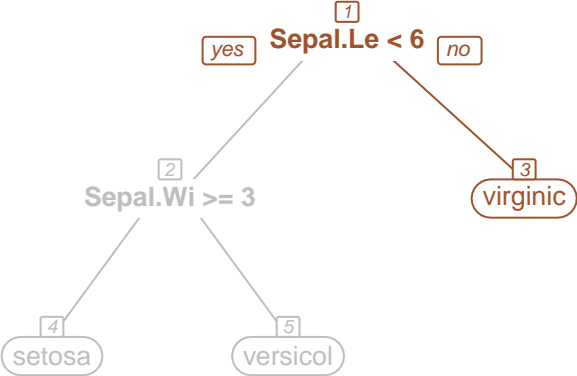 1
yes Sepal.Le < 6 no
2
Sepal.Wi >= 3
3
virginic
4
setosa
5
versicol